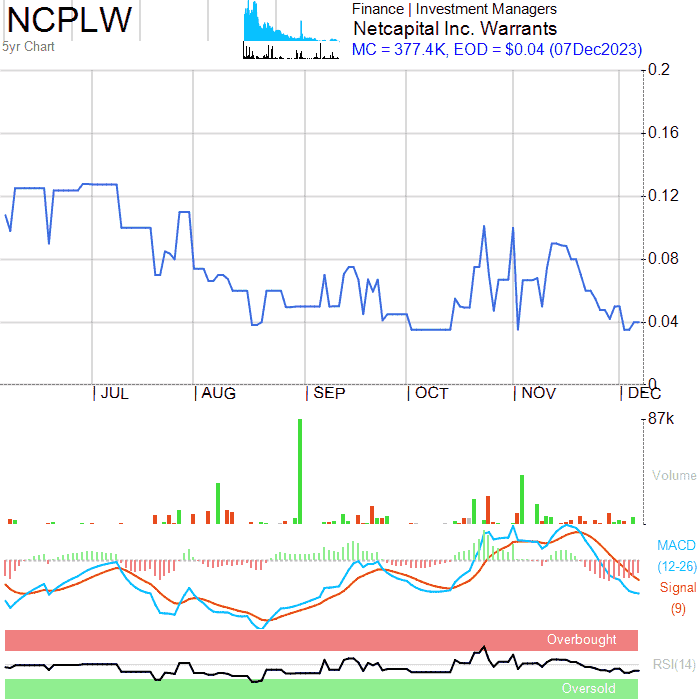 NCPLW
5yr Chart
Finance | Investment Managers
Netcapital Inc. Warrants
MC = 377.4K, EOD = $0.04 (07Dec2023)
0.2
0.16
0.12
0.08
0.04
0
JUL AUG SEP OCT NOV DEC
87k
Volume
MACD
(12-26)
Signal
(9)
Overbought
RSI(14)
Oversold